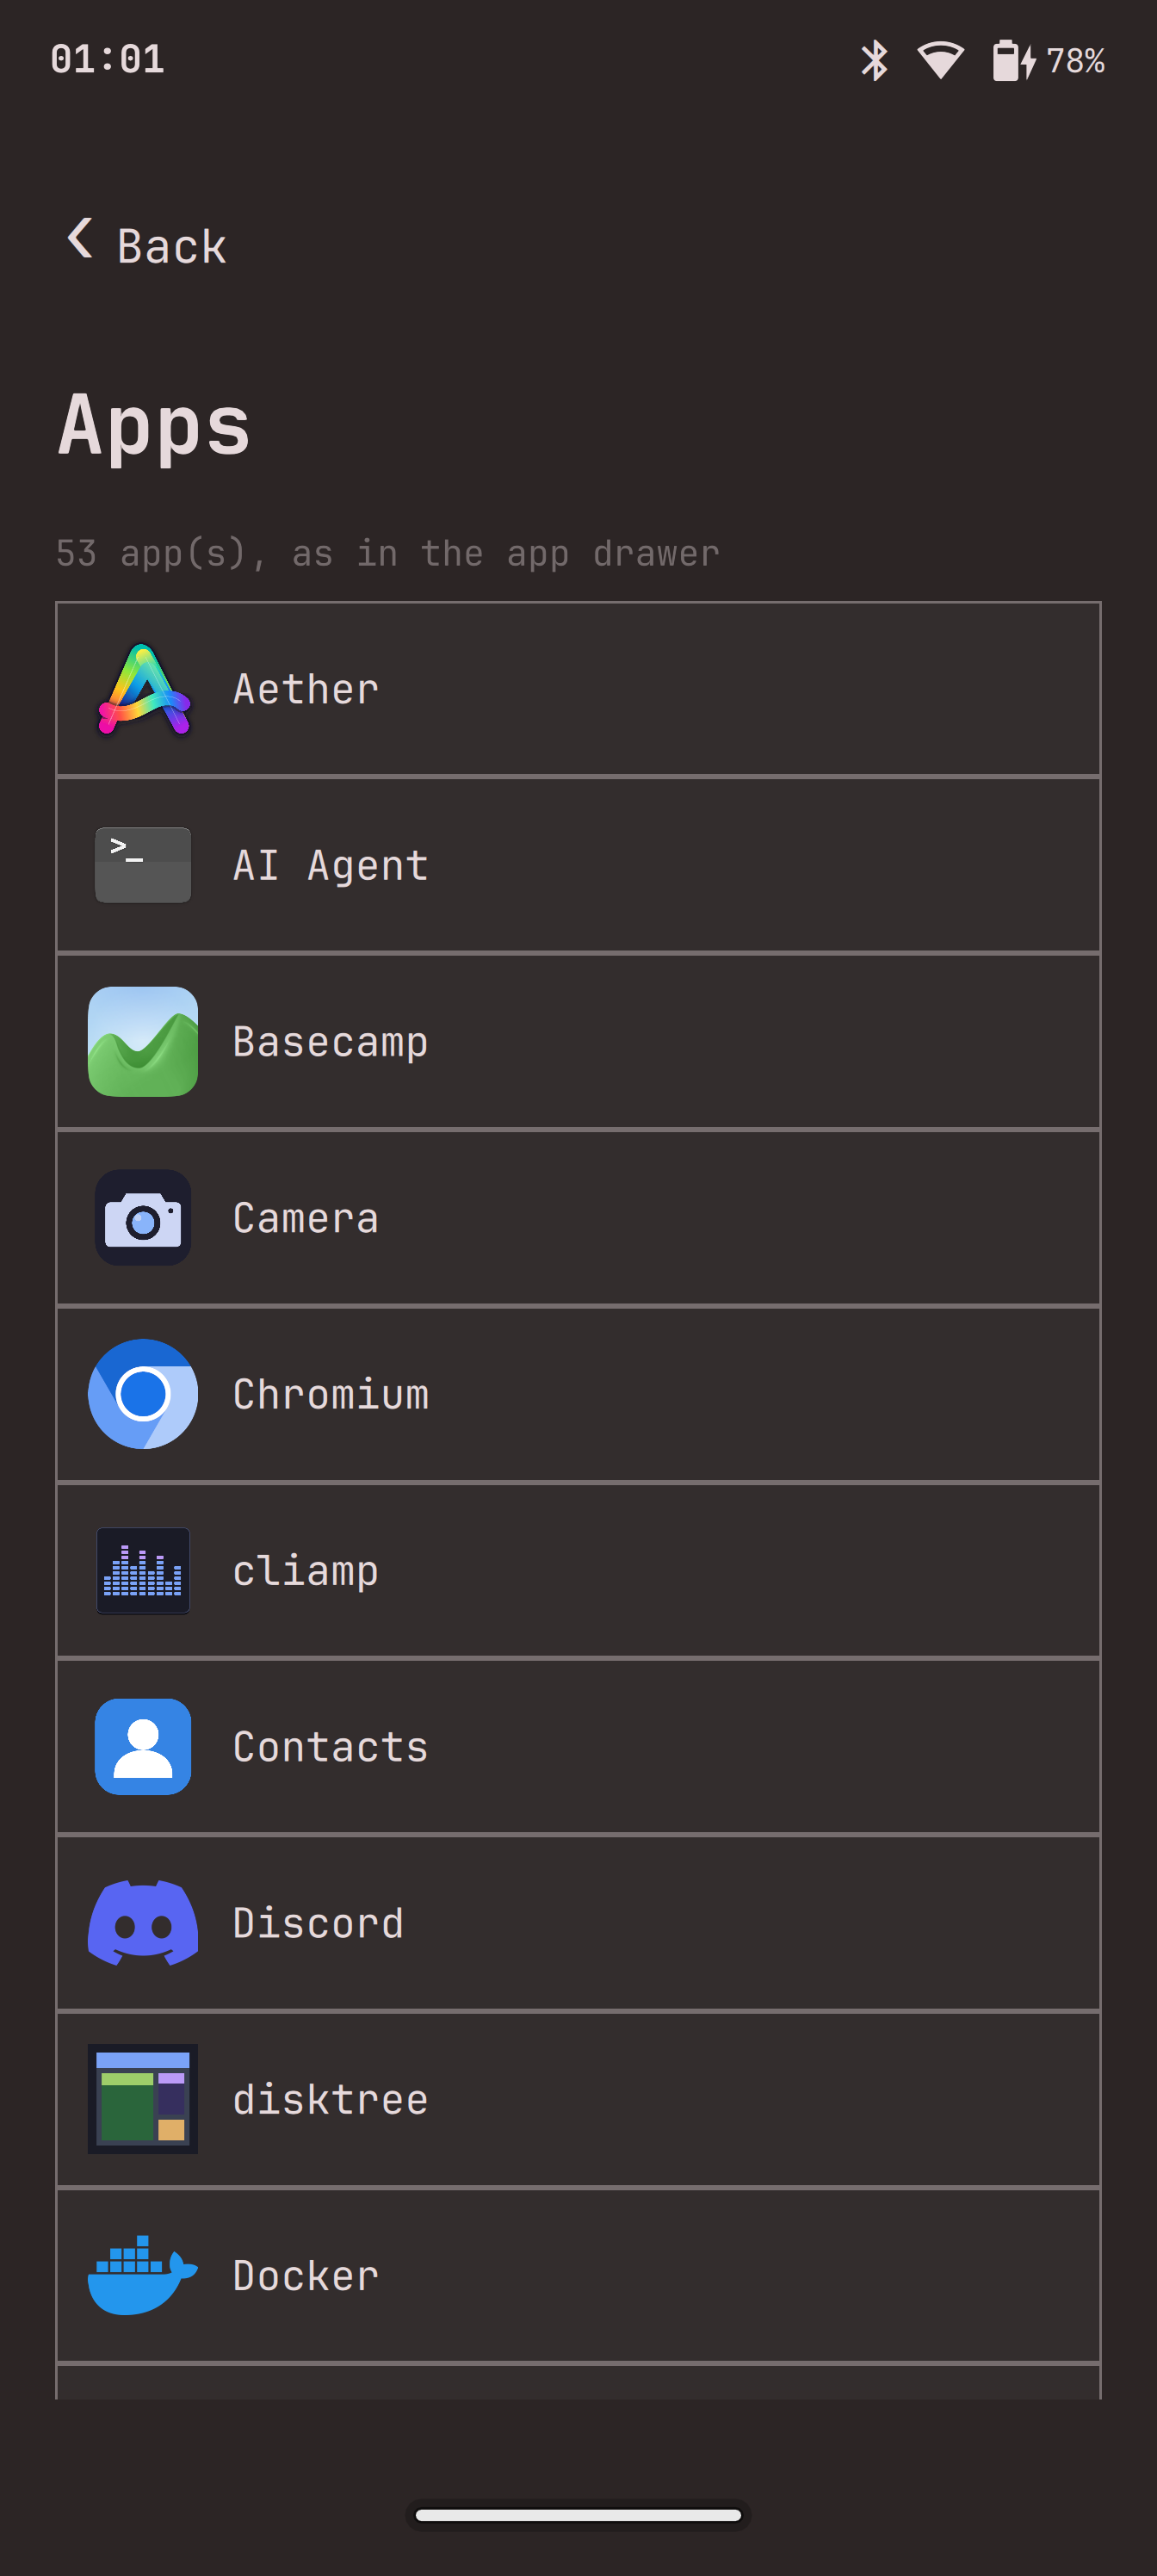 01:01
78%
Back
Apps
53 app(s), as in the app drawer
Aether
>_
AI Agent
Basecamp
Camera
Chromium
cliamp
Contacts
Discord
disktree
Docker